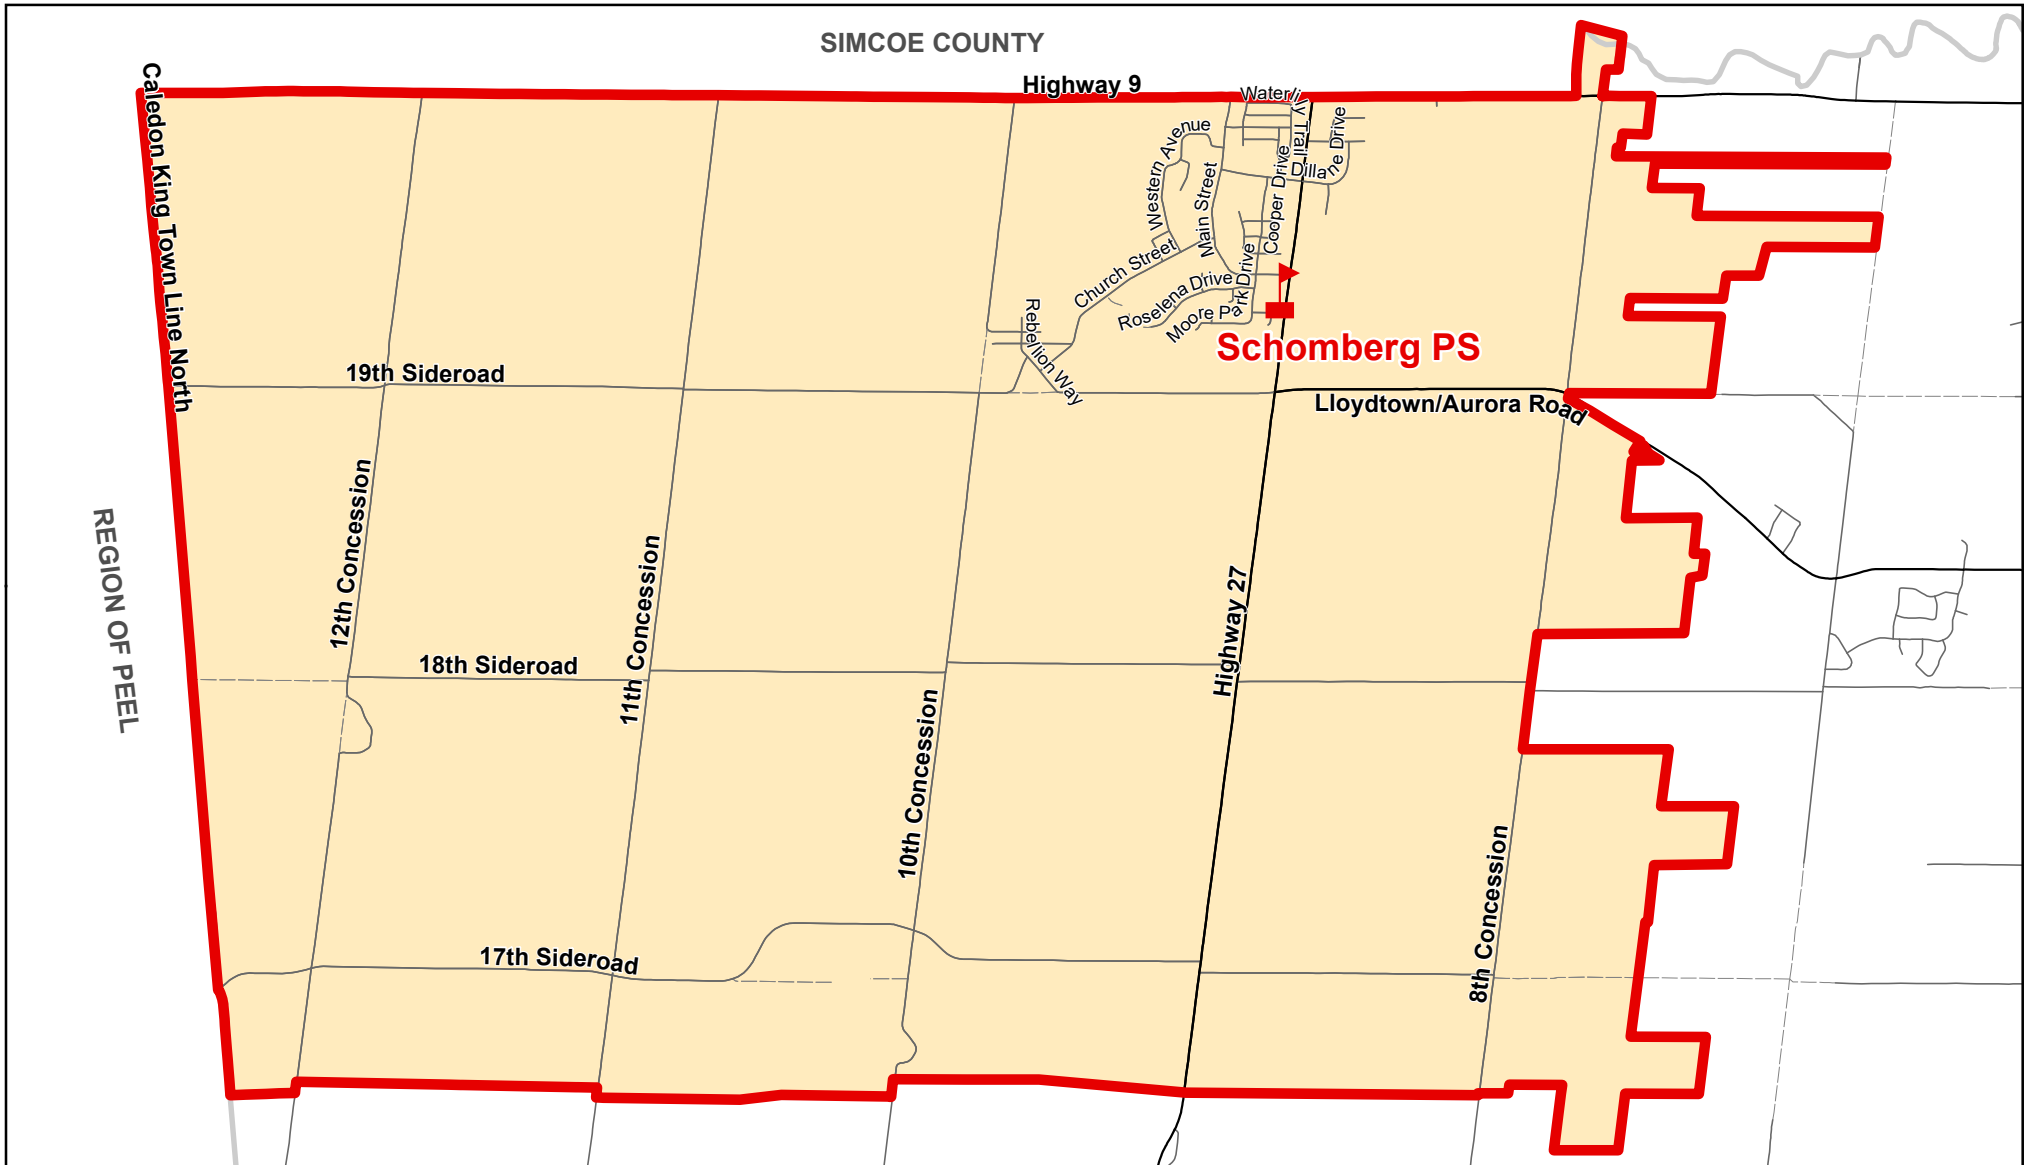 SIMCOE COUNTY
Highway 9
Caledon King Town Line North
Waterlily Trail
Western Avenue
Main Street
Cooper Drive
Dillane Drive
Church Street
Roselena Drive
Moore Park Drive
Rebellion Way
Schomberg PS
19th Sideroad
Lloydtown/Aurora Road
REGION OF PEEL
12th Concession
11th Concession
Highway 27
18th Sideroad
10th Concession
8th Concession
17th Sideroad